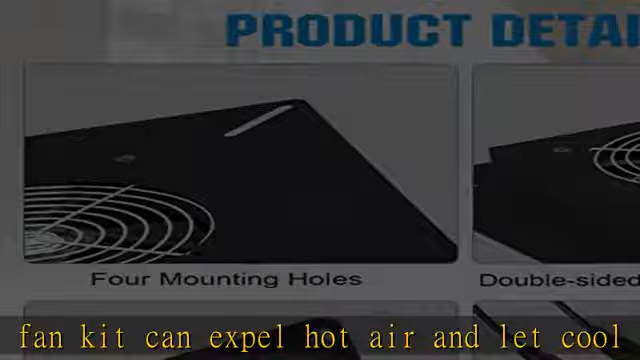 PRODUCT DETAI
Four Mounting Holes
Double-sided
fan kit can expel hot air and let cool